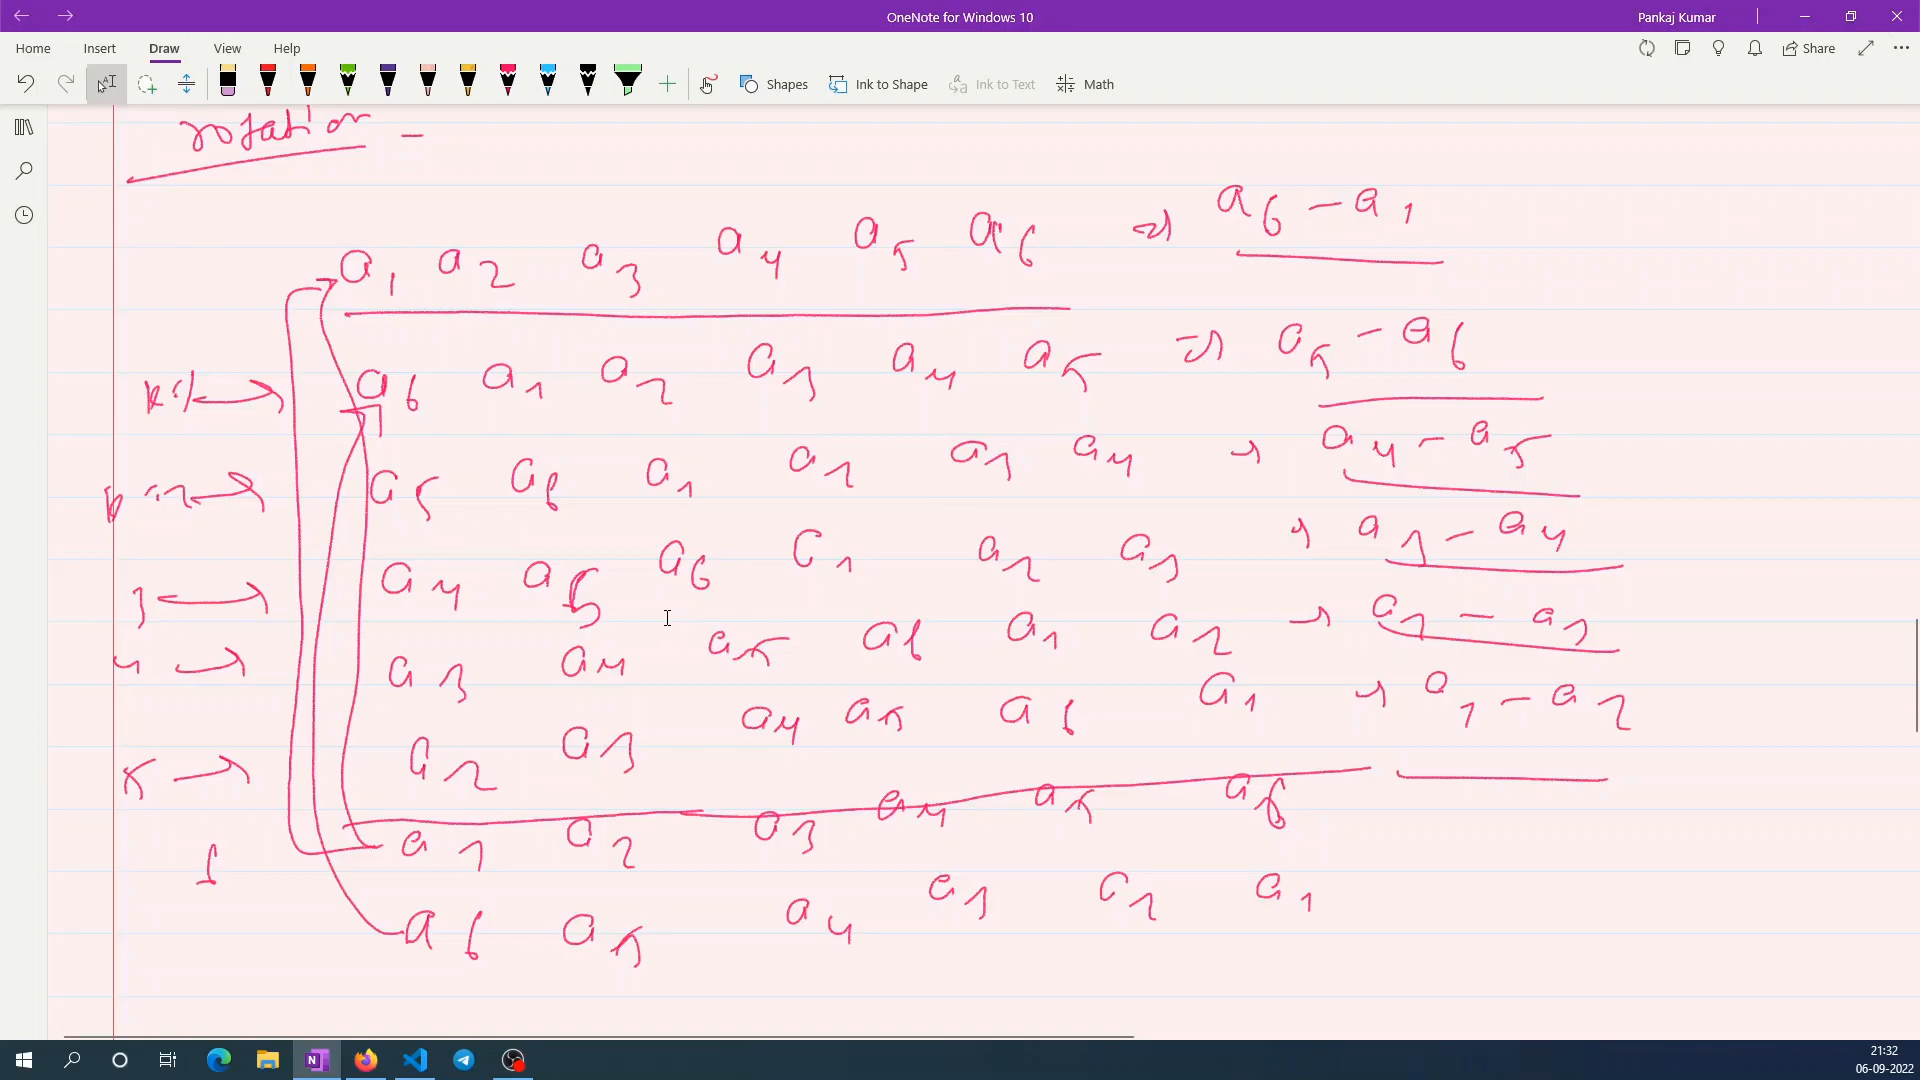 OneNote for Windows 10
Pankaj Kumar
Home Insert Draw View Help
Share
Shapes Ink to Shape Ink to Text Math
rotation -
a1 a2 a3 a4 a5 a6 ⇒ a6 - a1
a6 a1 a2 a3 a4 a5 ⇒ a5 - a6
a5 a6 a1 a2 a3 a4 → a4 - a5
a4 a5 a6 a1 a2 a3 → a3 - a4
3 →
a3 a4 a5 a6 a1 a2 → a2 - a3
4 →
a2 a3 a4 a5 a6 a1 → a1 - a2
5 →
a1 a2 a3 a4 a5 a6
a6 a5 a4 a3 a2 a1
21:32
06-09-2022